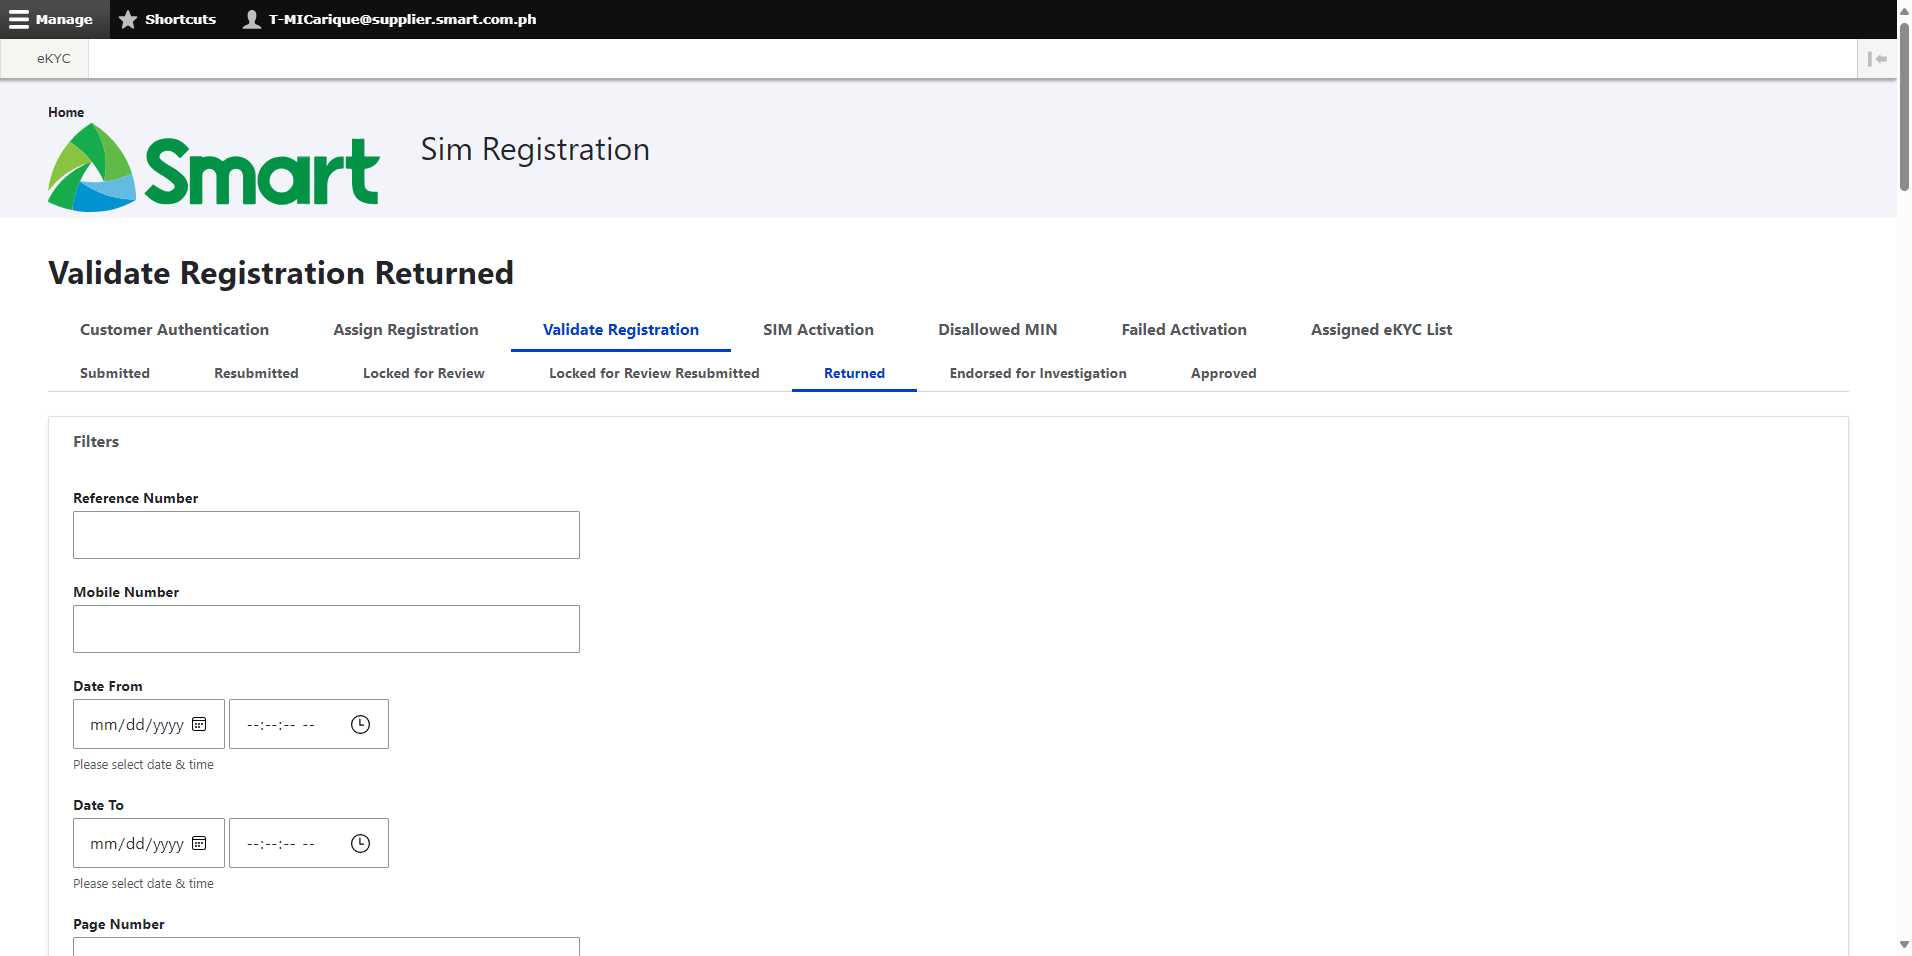 Manage Shortcuts T-MICarique@supplier.smart.com.ph
eKYC
Home
Smart Sim Registration
Validate Registration Returned
Customer Authentication Assign Registration Validate Registration SIM Activation Disallowed MIN Failed Activation Assigned eKYC List
Submitted Resubmitted Locked for Review Locked for Review Resubmitted Returned Endorsed for Investigation Approved
Filters
Reference Number
Mobile Number
Date From
mm/dd/yyyy --:--:-- --
Please select date & time
Date To
mm/dd/yyyy --:--:-- --
Please select date & time
Page Number